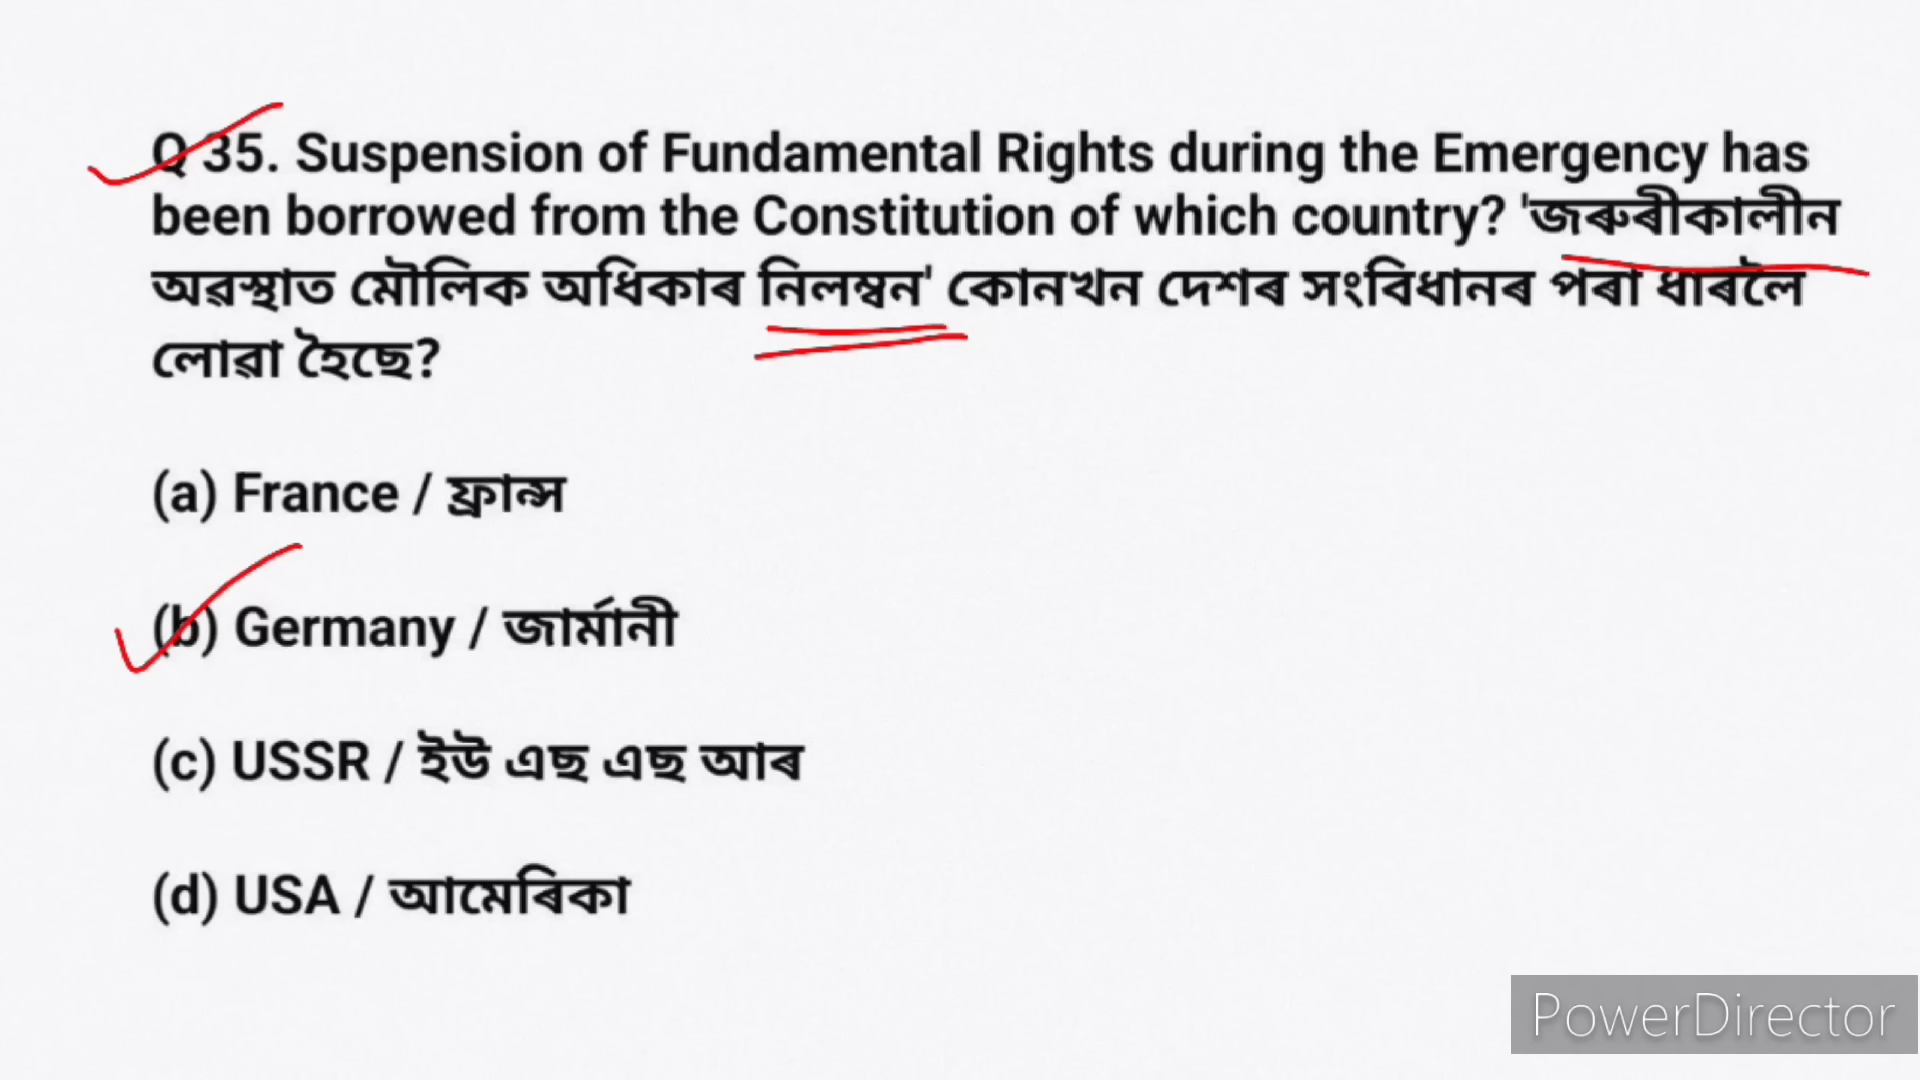 Q 35. Suspension of Fundamental Rights during the Emergency has
been borrowed from the Constitution of which country? 'জৰুৰীকালীন
অৱস্থাত মৌলিক অধিকাৰ নিলম্বন' কোনখন দেশৰ সংবিধানৰ পৰা ধাৰলৈ
লোৱা হৈছে?
(a) France / ফ্ৰান্স
(b) Germany / জাৰ্মানী
(c) USSR / ইউ এছ এছ আৰ
(d) USA / আমেৰিকা
PowerDirector